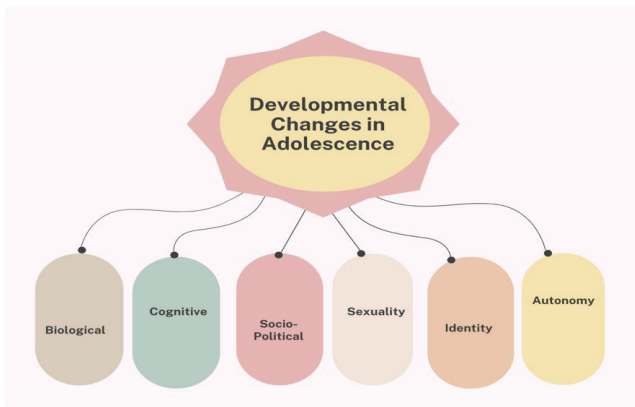 Developmental
Changes in
Adolescence
Biological
Cognitive
Socio-
Political
Sexuality
Identity
Autonomy